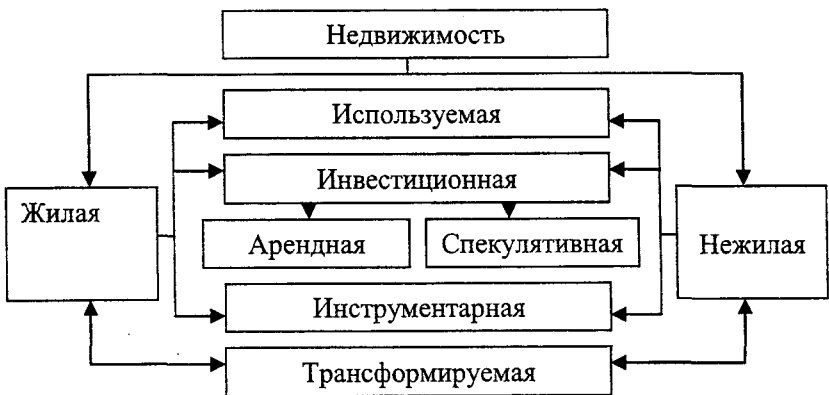 Недвижимость
Используемая
Инвестиционная
Жилая
Арендная
Спекулятивная
Нежилая
Инструментарная
Трансформируемая